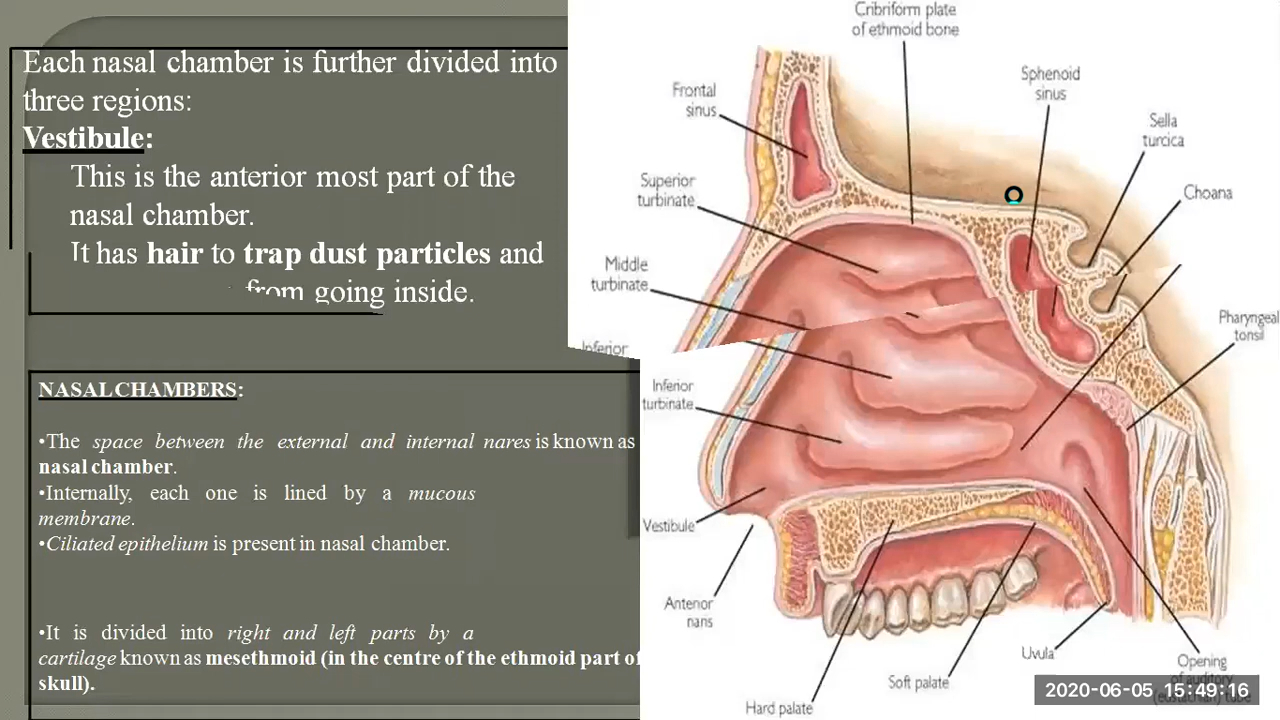 Each nasal chamber is further divided into
three regions:
Vestibule:
This is the anterior most part of the
nasal chamber.
It has hair to trap dust particles and
from going inside.
NASAL CHAMBERS:
•The space between the external and internal nares is known as
nasal chamber.
•Internally, each one is lined by a mucous
membrane.
•Ciliated epithelium is present in nasal chamber.
•It is divided into right and left parts by a
cartilage known as mesethmoid (in the centre of the ethmoid part of
skull).
Cribriform plate
of ethmoid bone
Frontal
sinus
Sphenoid
sinus
Sella
turcica
Choana
Superior
turbinate
Middle
turbinate
Inferior
Pharyngeal
tonsil
Inferior
turbinate
Vestibule
Anterior
nans
Hard palate
Soft palate
Uvula
Opening
of auditory
(eustachian) tube
2020-06-05 15:49:16